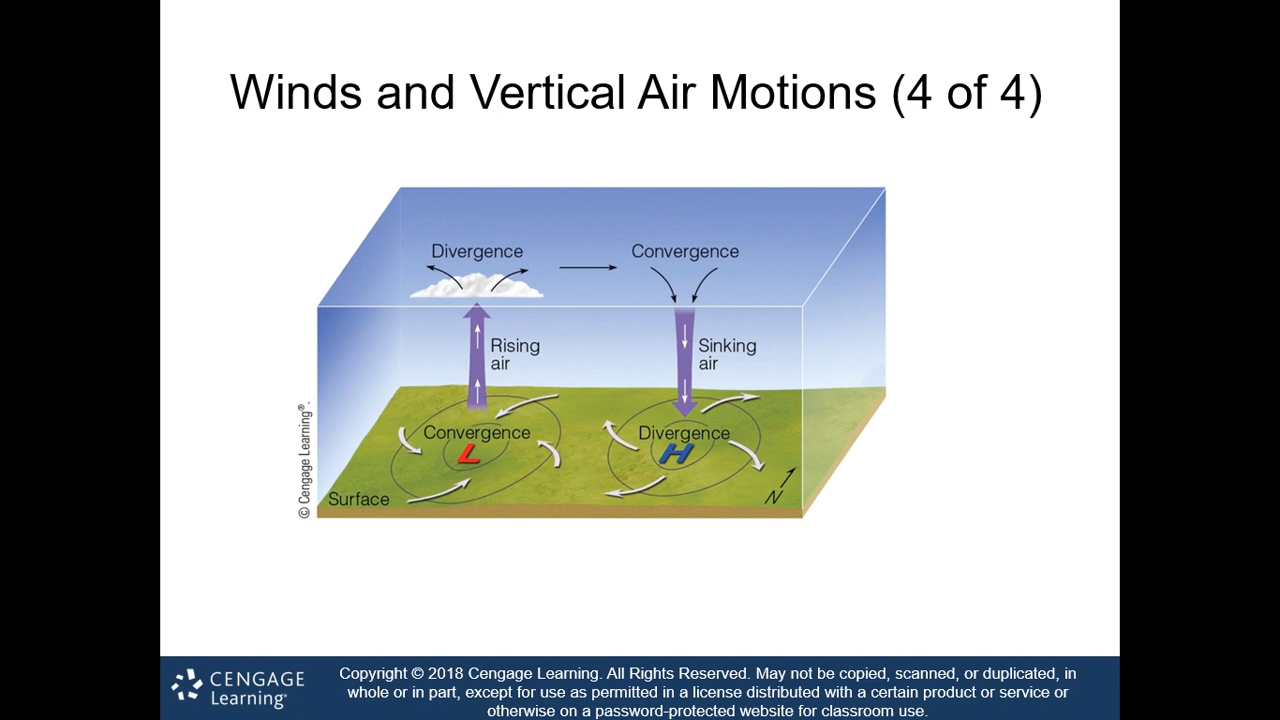 Winds and Vertical Air Motions (4 of 4)
Divergence
Convergence
Rising
air
Sinking
air
Convergence
L
Divergence
H
Surface
N
© Cengage Learning®.
CENGAGE
Learning·
Copyright © 2018 Cengage Learning. All Rights Reserved. May not be copied, scanned, or duplicated, in
whole or in part, except for use as permitted in a license distributed with a certain product or service or
otherwise on a password-protected website for classroom use.